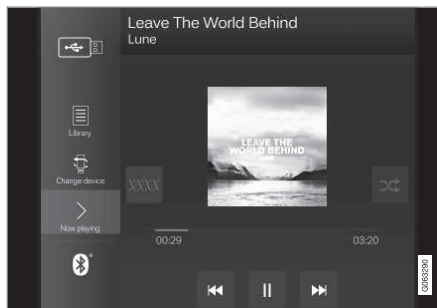 Leave The World Behind
Lune
Library
Change device
Now playing
LEAVE THE
WORLD BEHIND
LUNE
XXXX
00:29
03:20
G063290